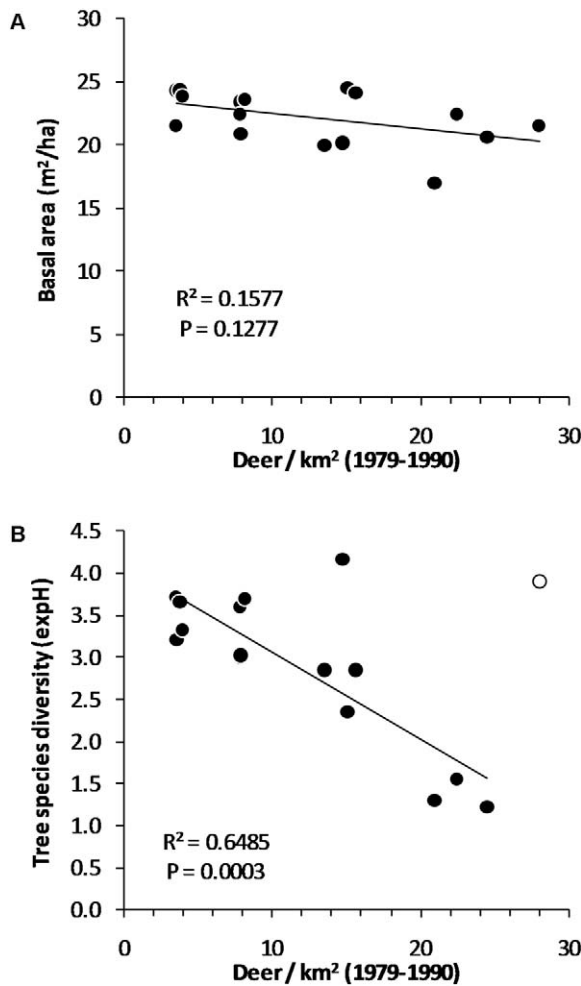 A
30
25
20
15
10
5
0
Basal area (m²/ha)
R² = 0.1577
P = 0.1277
0 10 20 30
Deer / km² (1979-1990)
B
4.5
4.0
3.5
3.0
2.5
2.0
1.5
1.0
0.5
0.0
Tree species diversity (expH)
R² = 0.6485
P = 0.0003
0 10 20 30
Deer / km² (1979-1990)